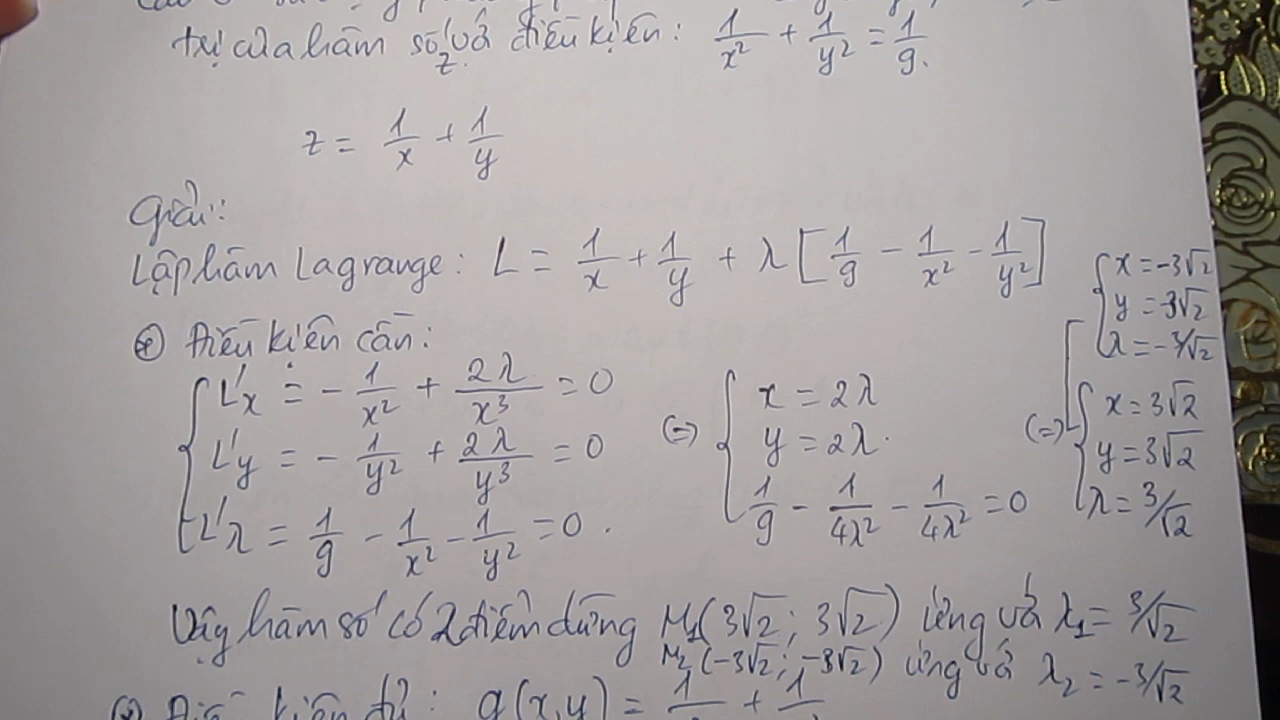 trị của hàm số z với điều kiện: 1/x² + 1/y² = 1/9.
z = 1/x + 1/y
Giải:
Lập hàm Lagrange: L = 1/x + 1/y + λ[1/9 − 1/x² − 1/y²]
⊛ Điều kiện cần:
{ L'x = −1/x² + 2λ/x³ = 0
L'y = −1/y² + 2λ/y³ = 0
L'λ = 1/9 − 1/x² − 1/y² = 0.
(=) { x = 2λ
y = 2λ.
1/9 − 1/4λ² − 1/4λ² = 0
(=) [ { x = −3√2
y = −3√2
λ = −3/√2
{ x = 3√2
y = 3√2
λ = 3/√2
Vậy hàm số có 2 điểm dừng M₁(3√2; 3√2) ứng với λ₁ = 3/√2
M₂(−3√2; −3√2) ứng với λ₂ = −3/√2
Điều kiện đủ: g(x,y) = 1 + 1